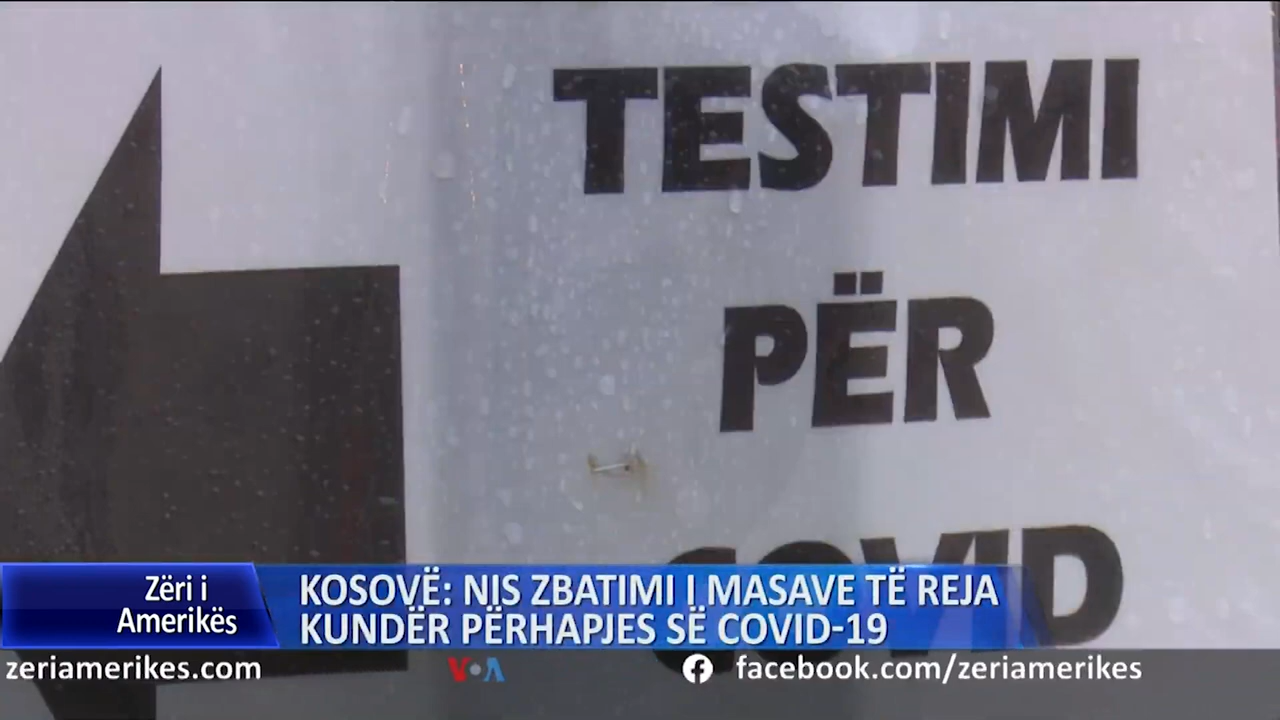 TESTIMI
PËR
COVID
Zëri i
Amerikës
KOSOVË: NIS ZBATIMI I MASAVE TË REJA
KUNDËR PËRHAPJES SË COVID-19
zeriamerikes.com
VOA
facebook.com/zeriamerikes